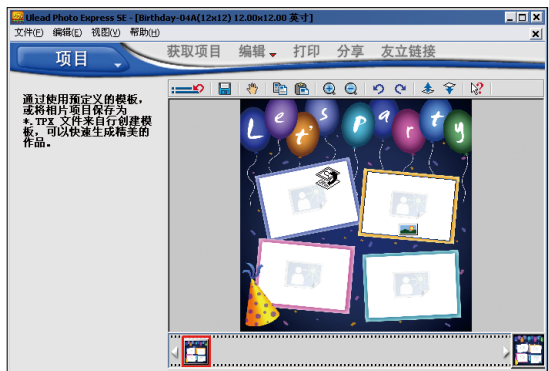 Ulead Photo Express SE - [Birthday-04A(12x12) 12.00x12.00 英寸]
文件(F) 编辑(E) 视图(V) 帮助(H)
项目
获取项目 编辑 打印 分享 友立链接
通过使用预定义的模板，
或将相片项目保存为
*.TPX 文件来自行创建模
板，可以快速生成精美的
作品。
Let's party